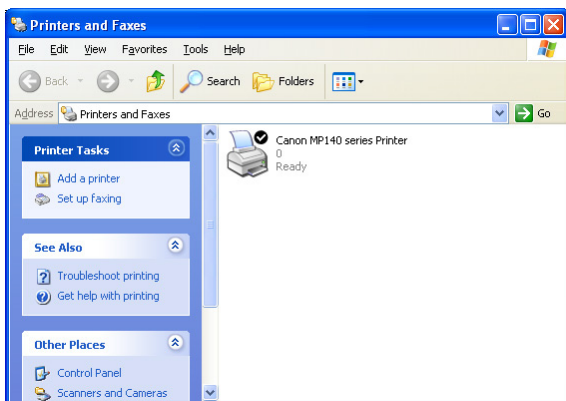 Printers and Faxes
File Edit View Favorites Tools Help
Back Search Folders
Address Printers and Faxes Go
Printer Tasks
Add a printer
Set up faxing
See Also
Troubleshoot printing
Get help with printing
Other Places
Control Panel
Scanners and Cameras
Canon MP140 series Printer
0
Ready